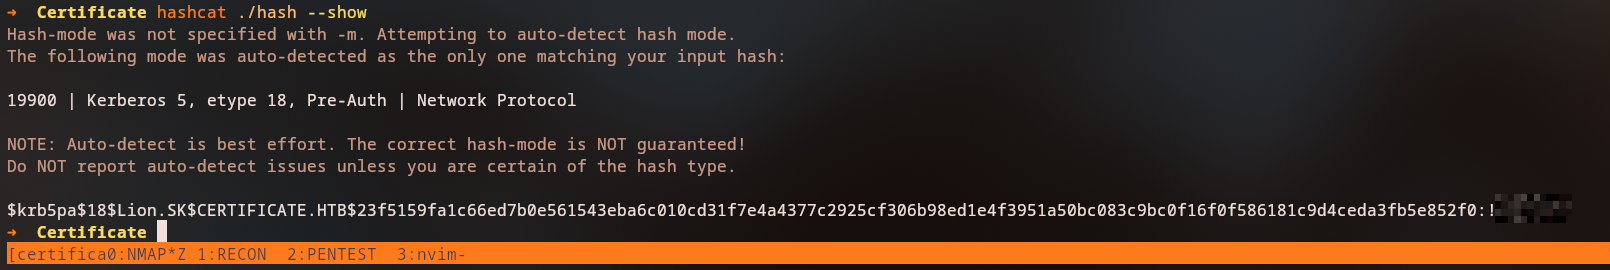 ➜ Certificate hashcat ./hash --show
Hash-mode was not specified with -m. Attempting to auto-detect hash mode.
The following mode was auto-detected as the only one matching your input hash:
19900 | Kerberos 5, etype 18, Pre-Auth | Network Protocol
NOTE: Auto-detect is best effort. The correct hash-mode is NOT guaranteed!
Do NOT report auto-detect issues unless you are certain of the hash type.
$krb5pa$18$Lion.SK$CERTIFICATE.HTB$23f5159fa1c66ed7b0e561543eba6c010cd31f7e4a4377c2925cf306b98ed1e4f3951a50bc083c9bc0f16f0f586181c9d4ceda3fb5e852f0:!
➜ Certificate
[certifica0:NMAP*Z 1:RECON 2:PENTEST 3:nvim-